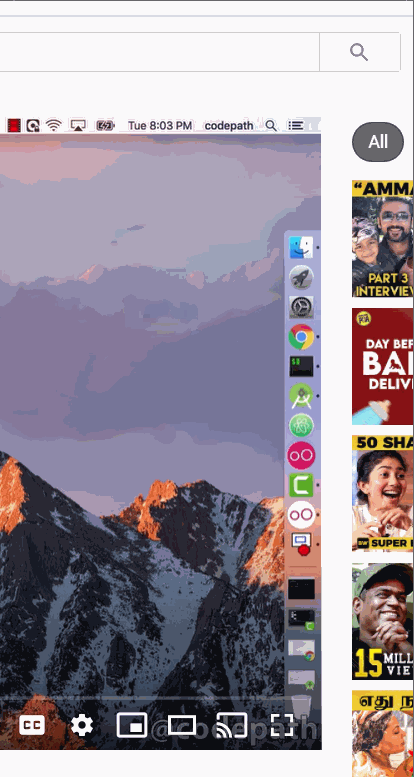 Tue 8:03 PM codepath
All
"AMMA
PART 3
INTERVIEW
DAY BEF
BA
DELIV
50 SHA
SUPER
15 MILL
VIE
எது ந
CC
@codepath